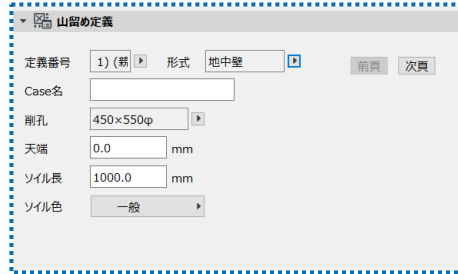 山留め定義
定義番号 1) (親 形式 地中壁 前頁 次頁
Case名
削孔 450×550φ
天端 0.0 mm
ソイル長 1000.0 mm
ソイル色 一般